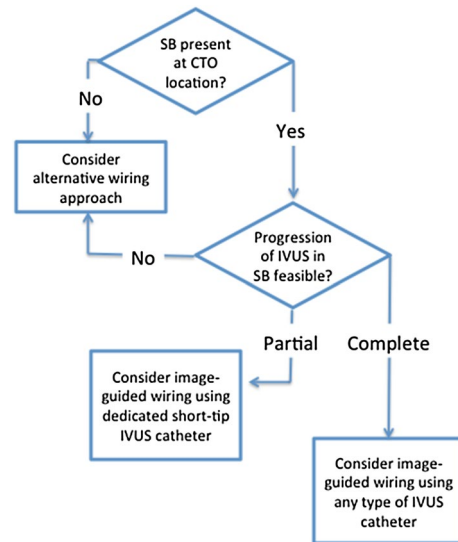 SB present
at CTO
location?
No
Yes
Consider
alternative wiring
approach
Progression
of IVUS in
SB feasible?
No
Partial
Complete
Consider image-
guided wiring using
dedicated short-tip
IVUS catheter
Consider image-
guided wiring using
any type of IVUS
catheter